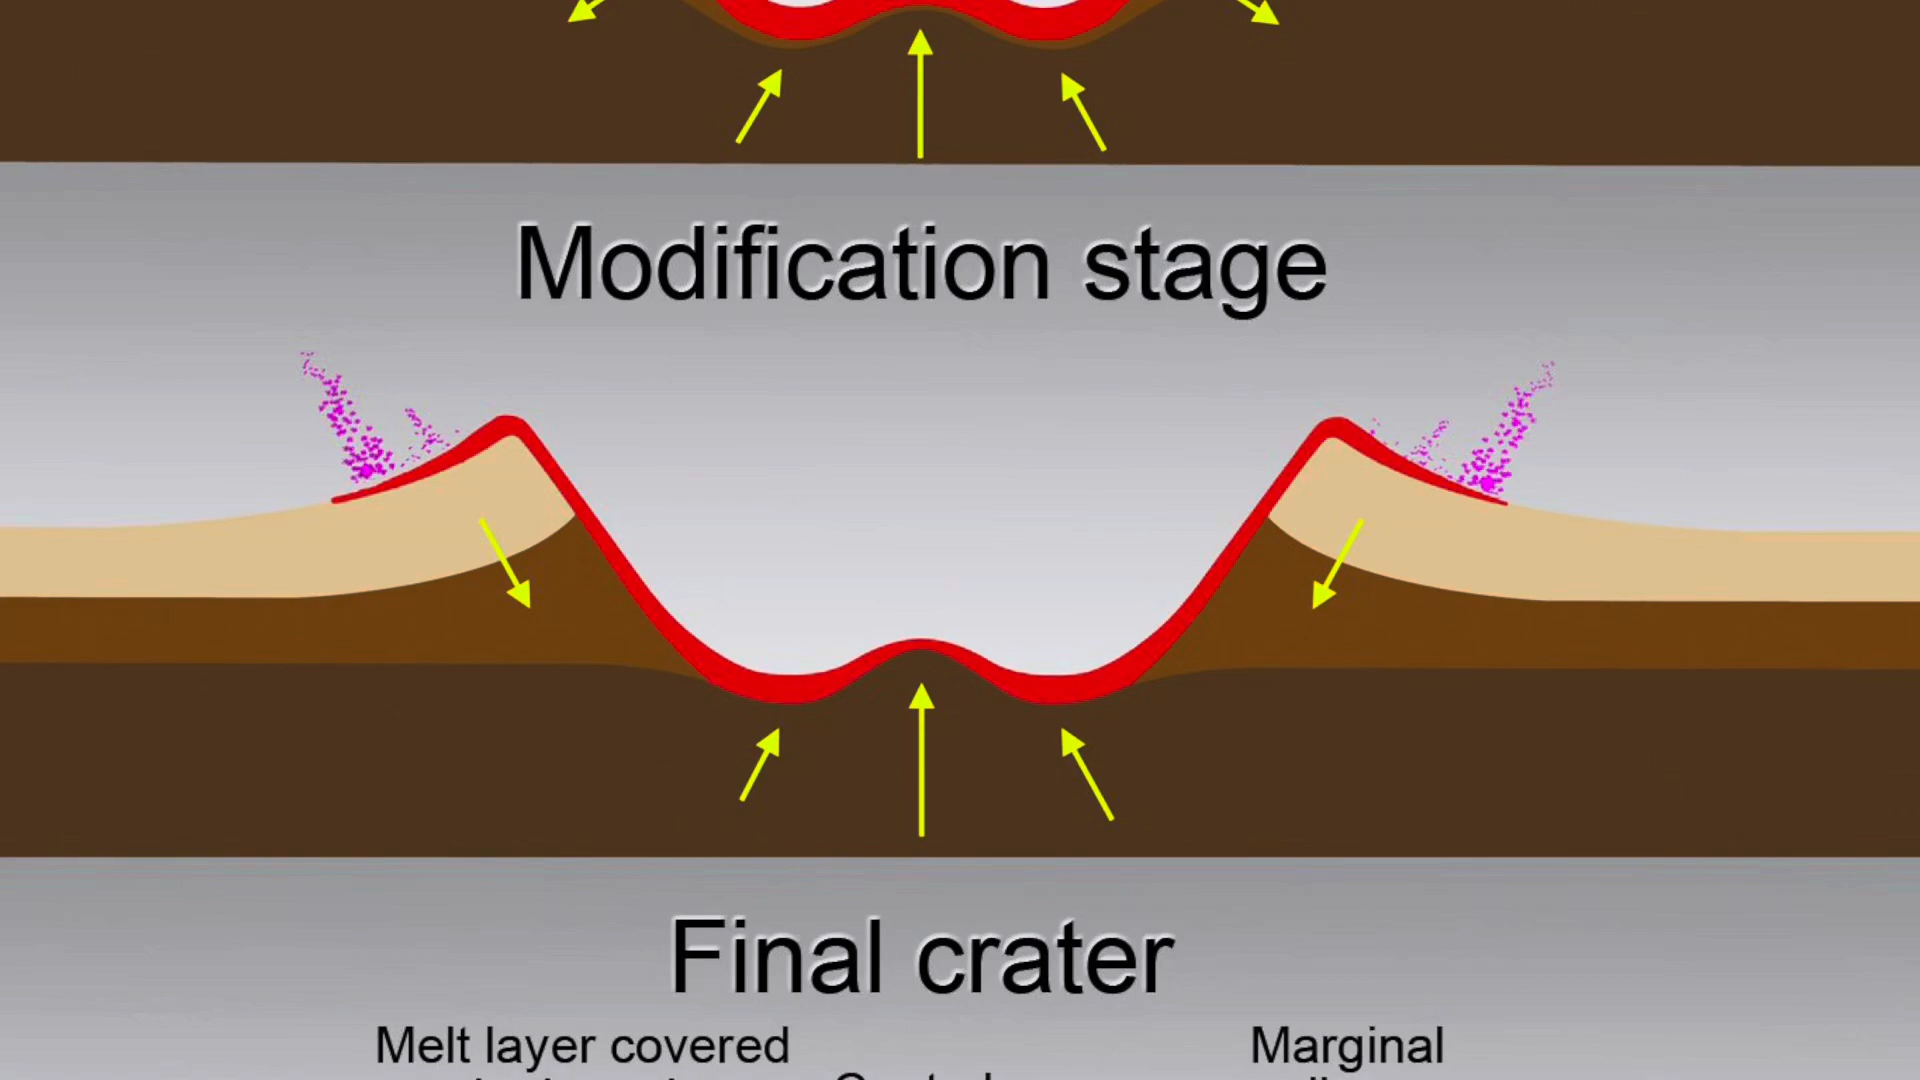 Modification stage
Final crater
Melt layer covered
Marginal